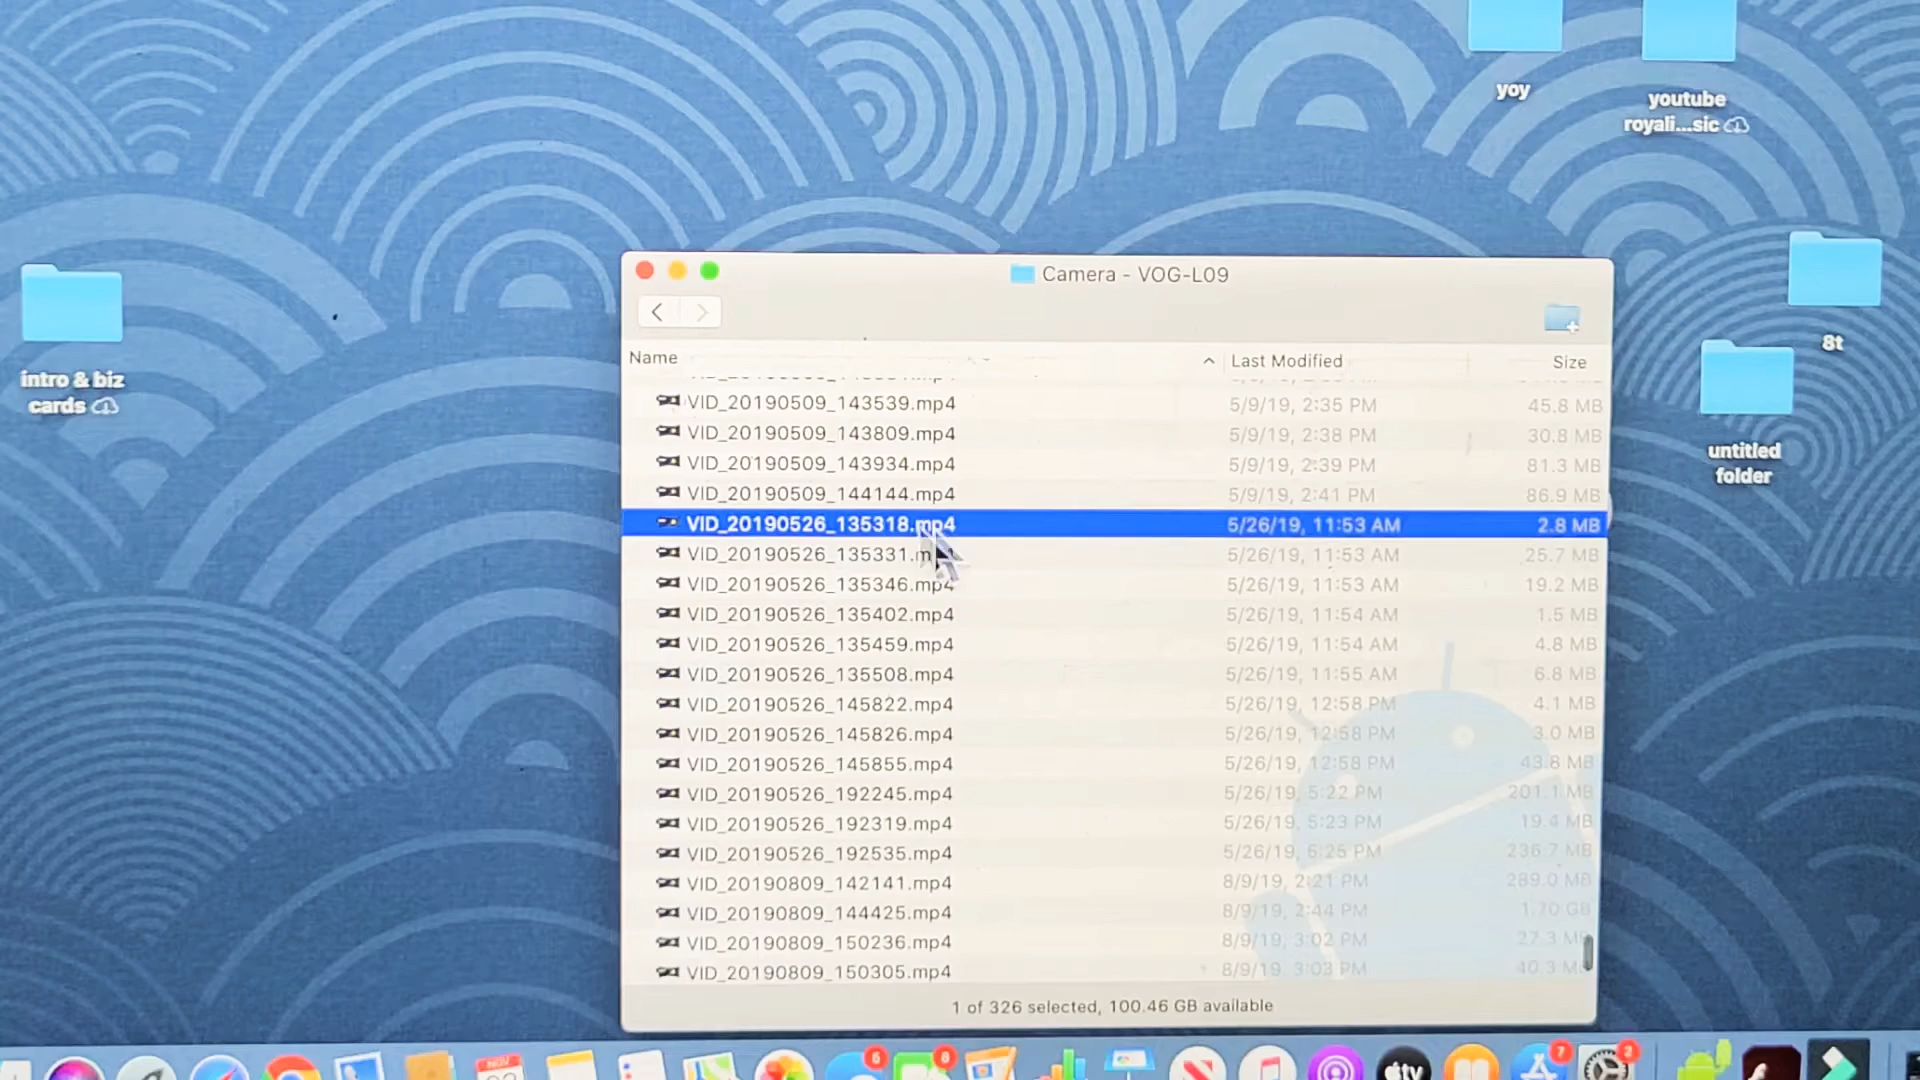 yoy
youtube
royali...sic
8t
untitled
folder
intro & biz
cards
Camera - VOG-L09
Name Last Modified Size
VID_20190509_143539.mp4 5/9/19, 2:35 PM 45.8 MB
VID_20190509_143809.mp4 5/9/19, 2:38 PM 30.8 MB
VID_20190509_143934.mp4 5/9/19, 2:39 PM 81.3 MB
VID_20190509_144144.mp4 5/9/19, 2:41 PM 86.9 MB
VID_20190526_135318.mp4 5/26/19, 11:53 AM 2.8 MB
VID_20190526_135331.m 5/26/19, 11:53 AM 25.7 MB
VID_20190526_135346.mp4 5/26/19, 11:53 AM 19.2 MB
VID_20190526_135402.mp4 5/26/19, 11:54 AM 1.5 MB
VID_20190526_135459.mp4 5/26/19, 11:54 AM 4.8 MB
VID_20190526_135508.mp4 5/26/19, 11:55 AM 6.8 MB
VID_20190526_145822.mp4 5/26/19, 12:58 PM 4.1 MB
VID_20190526_145826.mp4 5/26/19, 12:58 PM 3.0 MB
VID_20190526_145855.mp4 5/26/19, 12:58 PM 43.8 MB
VID_20190526_192245.mp4 5/26/19, 5:22 PM 201.1 MB
VID_20190526_192319.mp4 5/26/19, 5:23 PM 19.4 MB
VID_20190526_192535.mp4 5/26/19, 5:25 PM 236.7 MB
VID_20190809_142141.mp4 8/9/19, 2:21 PM 289.0 MB
VID_20190809_144425.mp4 8/9/19, 2:44 PM 1.70 GB
VID_20190809_150236.mp4 8/9/19, 3:02 PM 27.3 MB
VID_20190809_150305.mp4 8/9/19, 3:03 PM 40.3 MB
1 of 326 selected, 100.46 GB available
6
8
7
2
tv